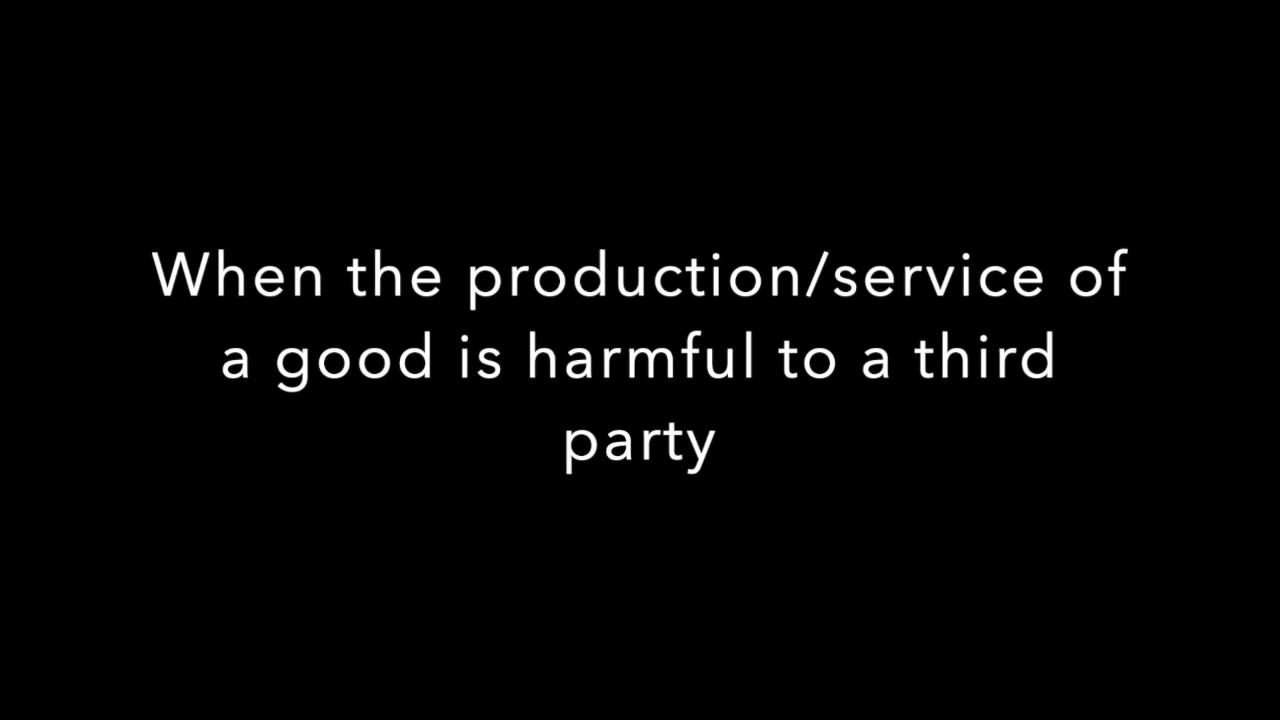 When the production/service of
a good is harmful to a third
party